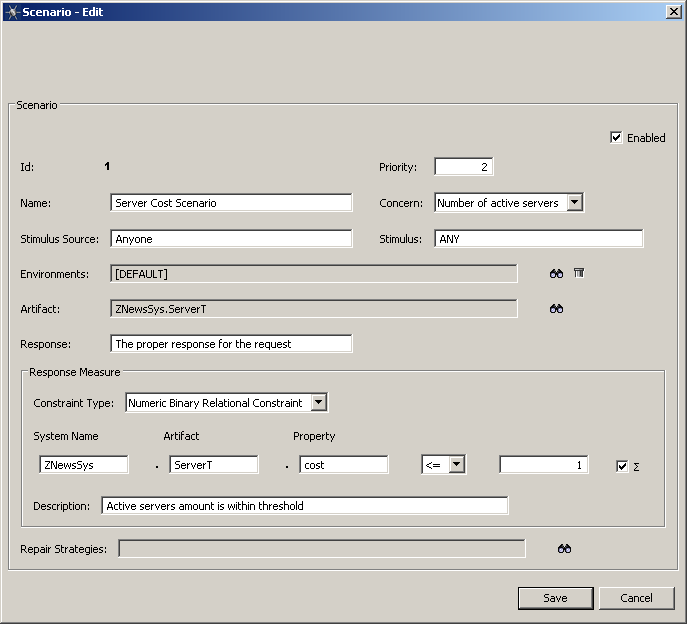 Scenario - Edit
Scenario
Enabled
Id: 1 Priority: 2
Name: Server Cost Scenario Concern: Number of active servers
Stimulus Source: Anyone Stimulus: ANY
Environments: [DEFAULT]
Artifact: ZNewsSys.ServerT
Response: The proper response for the request
Response Measure
Constraint Type: Numeric Binary Relational Constraint
System Name Artifact Property
ZNewsSys . ServerT . cost <= 1 Σ
Description: Active servers amount is within threshold
Repair Strategies:
Save Cancel